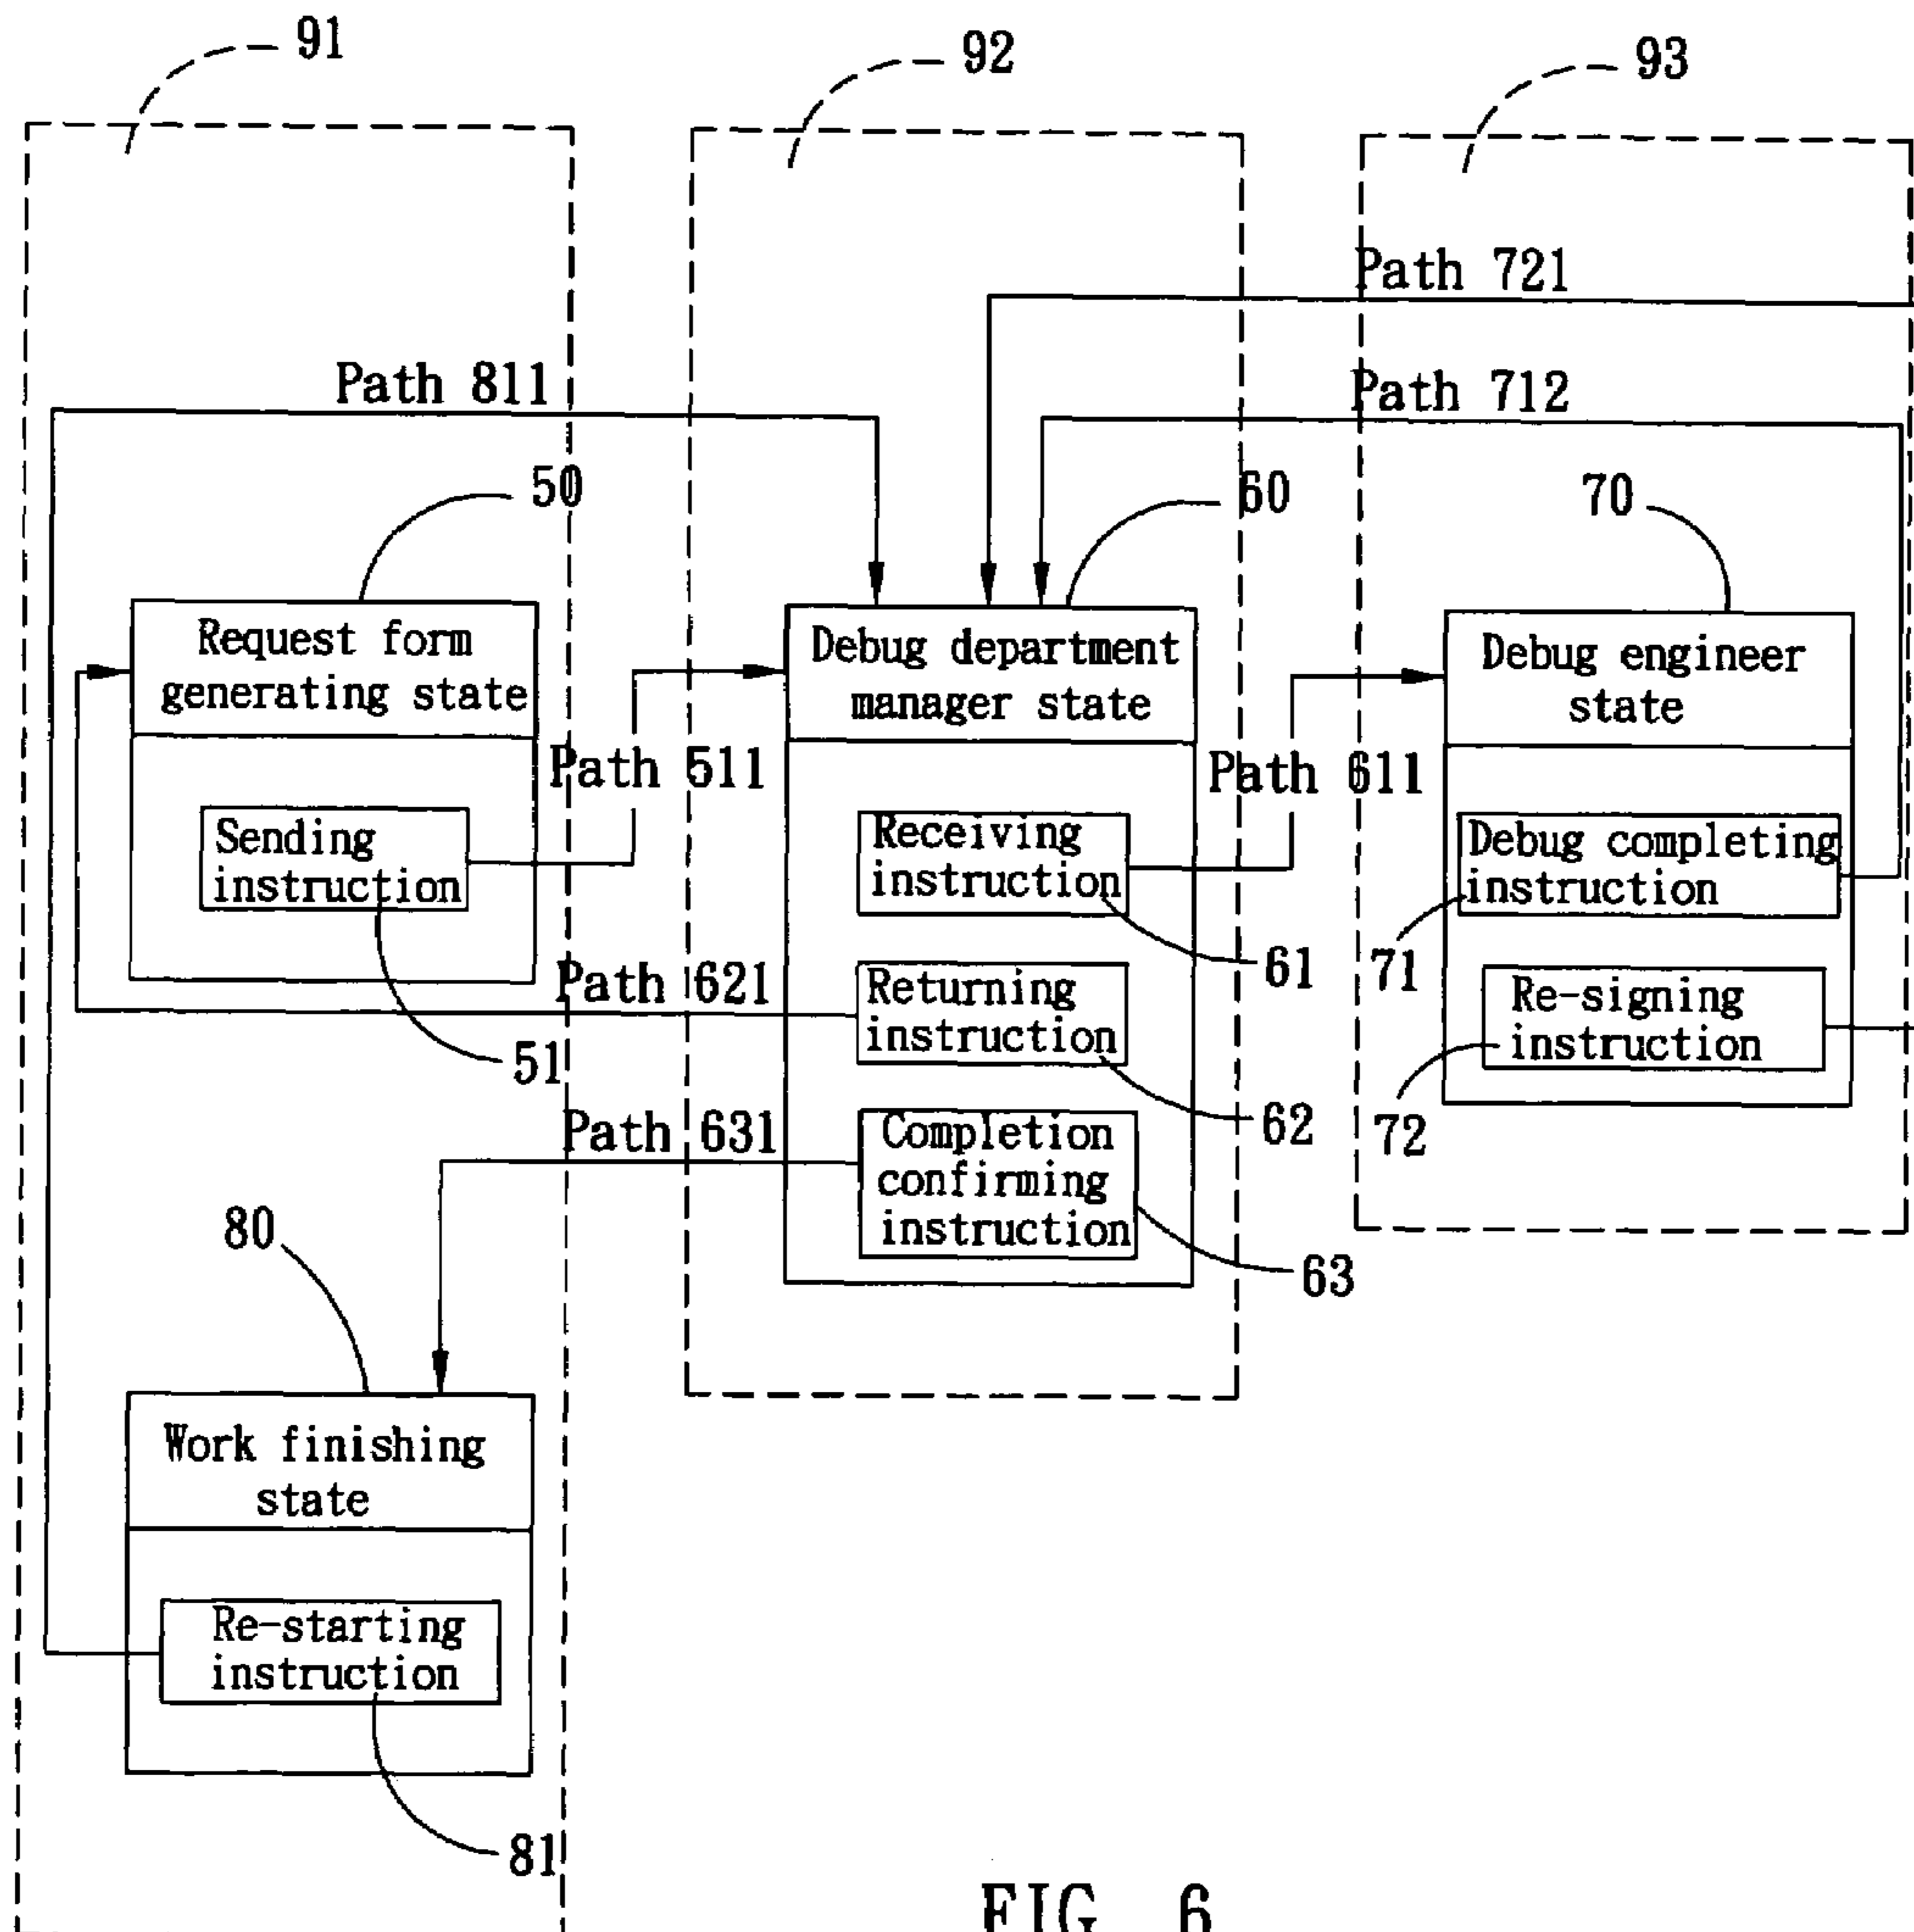 91
92
93
Path 721
Path 811
Path 712
50
60
70
Request form
generating state
Debug department
manager state
Debug engineer
state
Path 511
Path 611
Sending
instruction
Receiving
instruction
Debug completing
instruction
61
71
Path 621
Returning
instruction
Re-signing
instruction
51
62
72
Path 631
Completion
confirming
instruction
63
80
Work finishing
state
Re-starting
instruction
81
FIG. 6